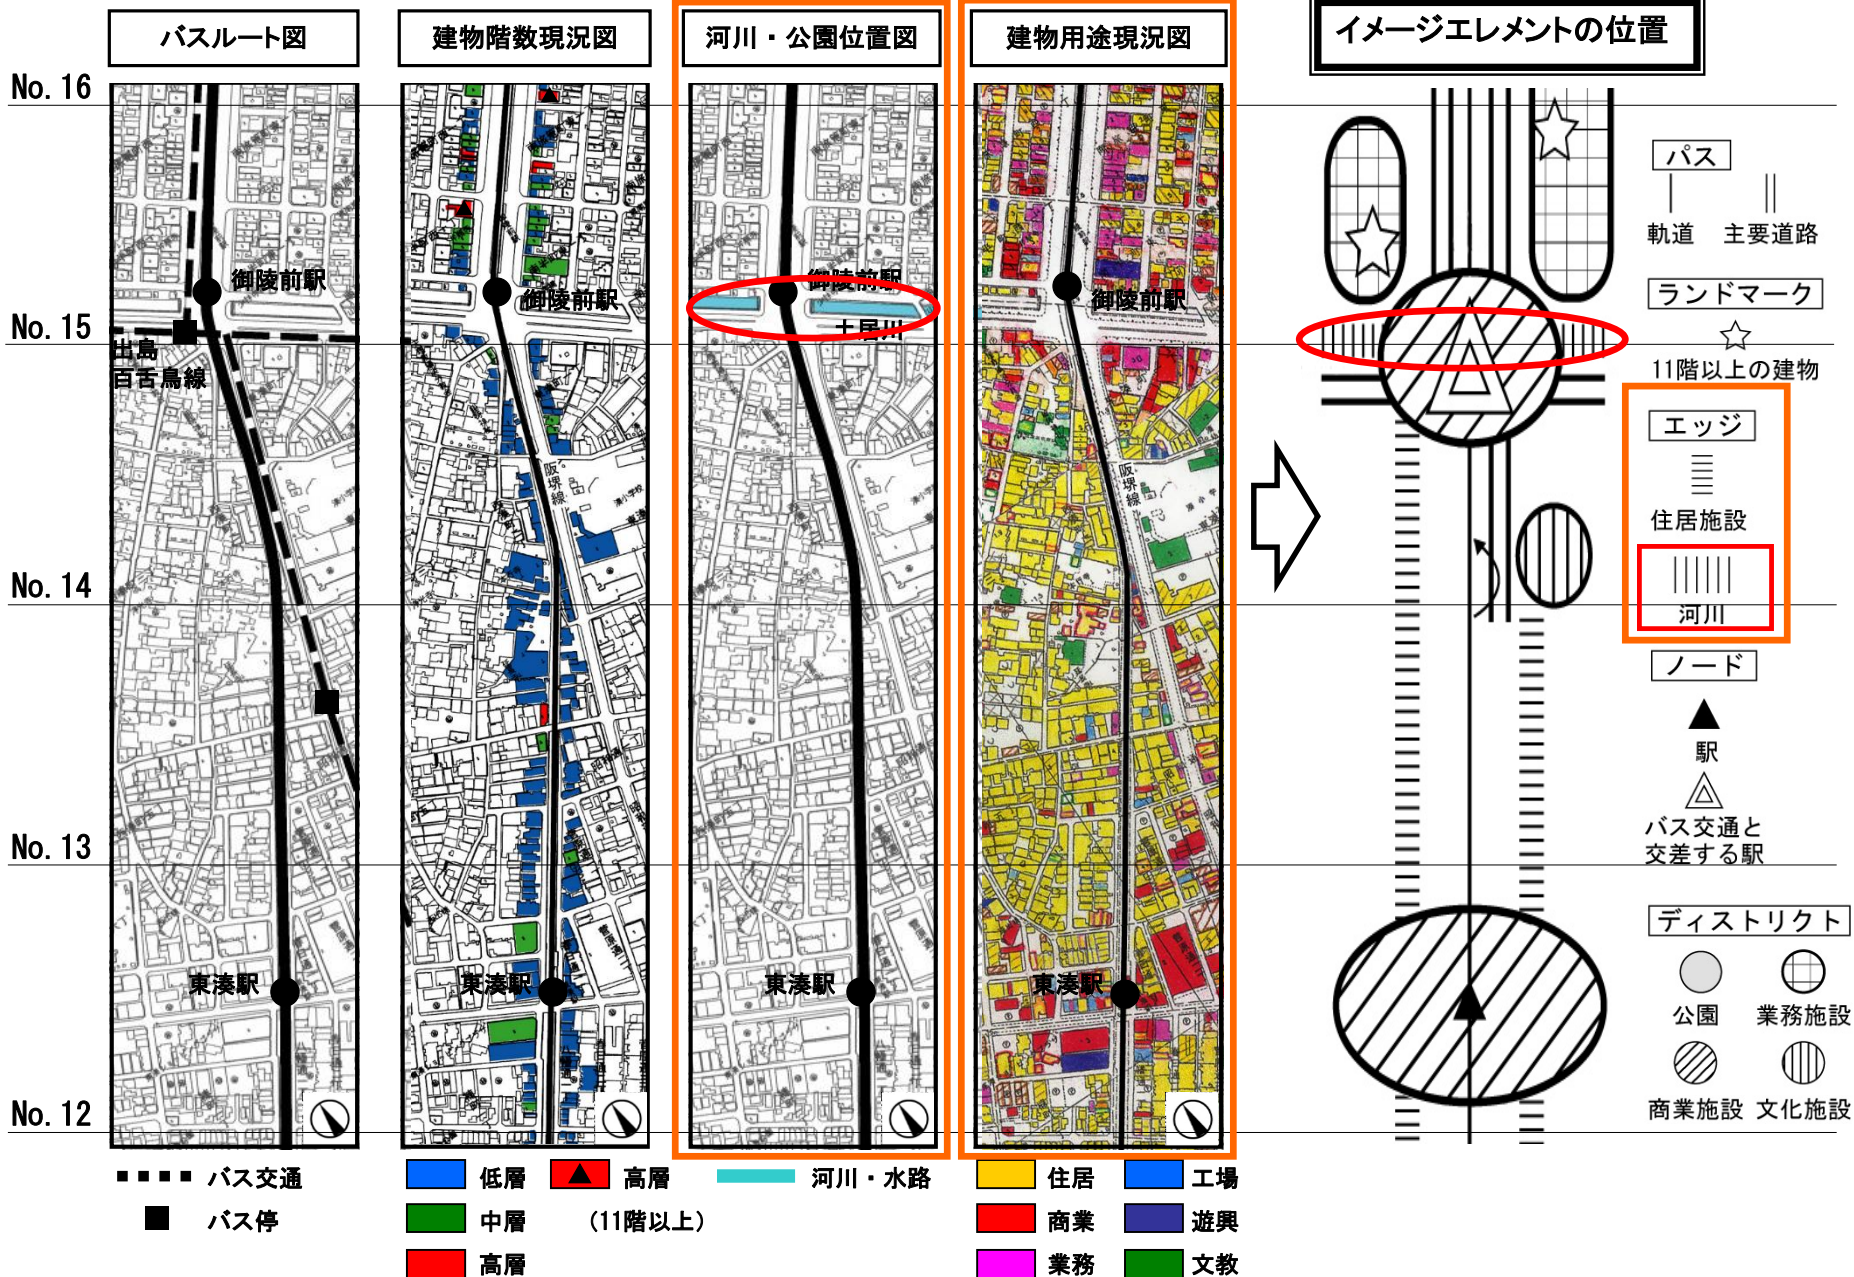 バスルート図
建物階数現況図
河川・公園位置図
建物用途現況図
イメージエレメントの位置
No. 16
No. 15
No. 14
No. 13
No. 12
御陵前駅
出島
百舌鳥線
東湊駅
バス交通
バス停
御陵前駅
阪堺線
東湊駅
低層
中層
高層
高層
(11階以上)
御陵前駅
土居川
東湊駅
河川・水路
御陵前駅
阪堺線
東湊駅
住居
商業
業務
工場
遊興
文教
パス
軌道
主要道路
ランドマーク
11階以上の建物
エッジ
住居施設
河川
ノード
駅
バス交通と
交差する駅
ディストリクト
公園
業務施設
商業施設
文化施設